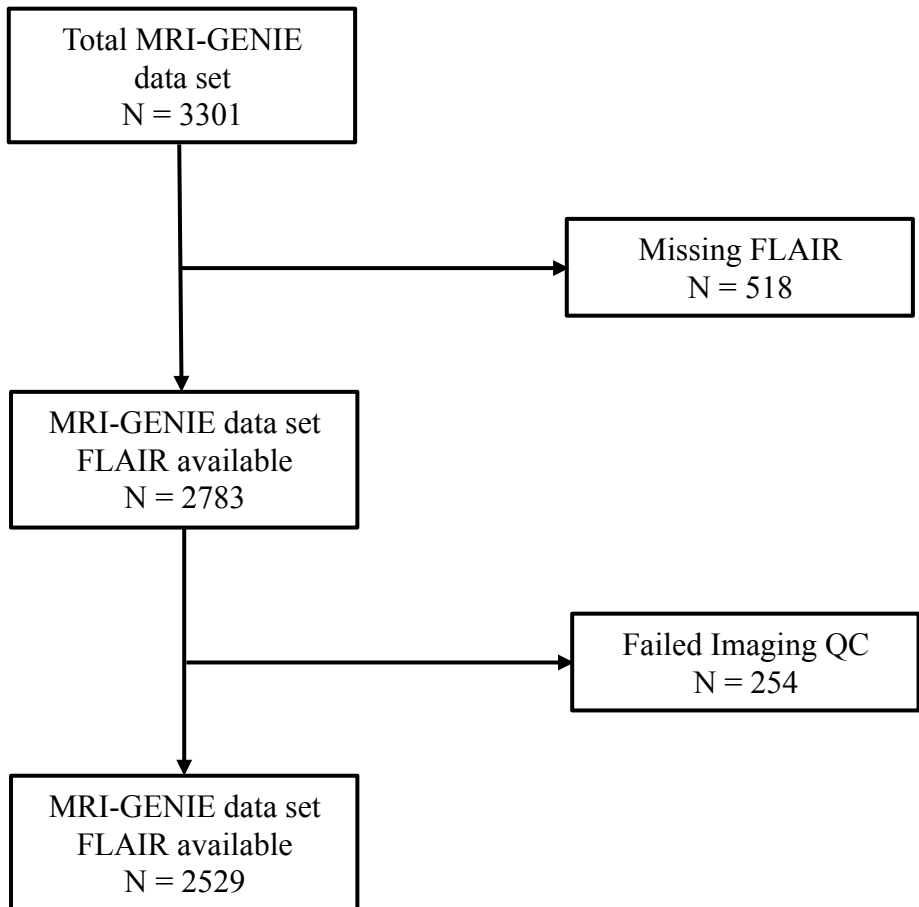 Total MRI-GENIE
data set
N = 3301
Missing FLAIR
N = 518
MRI-GENIE data set
FLAIR available
N = 2783
Failed Imaging QC
N = 254
MRI-GENIE data set
FLAIR available
N = 2529